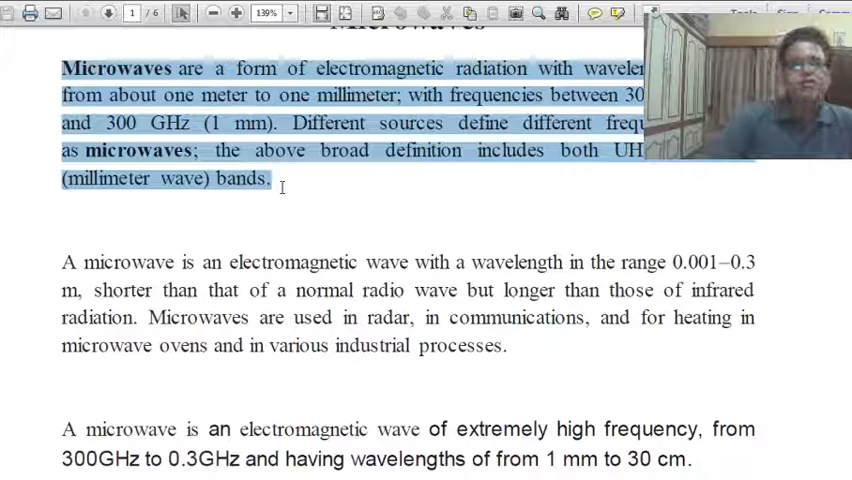 1 / 6
139%
Microwaves
Microwaves are a form of electromagnetic radiation with
from about one meter to one millimeter; with frequencies between
and 300 GHz (1 mm). Different sources define different
as microwaves; the above broad definition includes both
(millimeter wave) bands.
A microwave is an electromagnetic wave with a wavelength in the range 0.001–0.3
m, shorter than that of a normal radio wave but longer than those of infrared
radiation. Microwaves are used in radar, in communications, and for heating in
microwave ovens and in various industrial processes.
A microwave is an electromagnetic wave of extremely high frequency, from
300GHz to 0.3GHz and having wavelengths of from 1 mm to 30 cm.